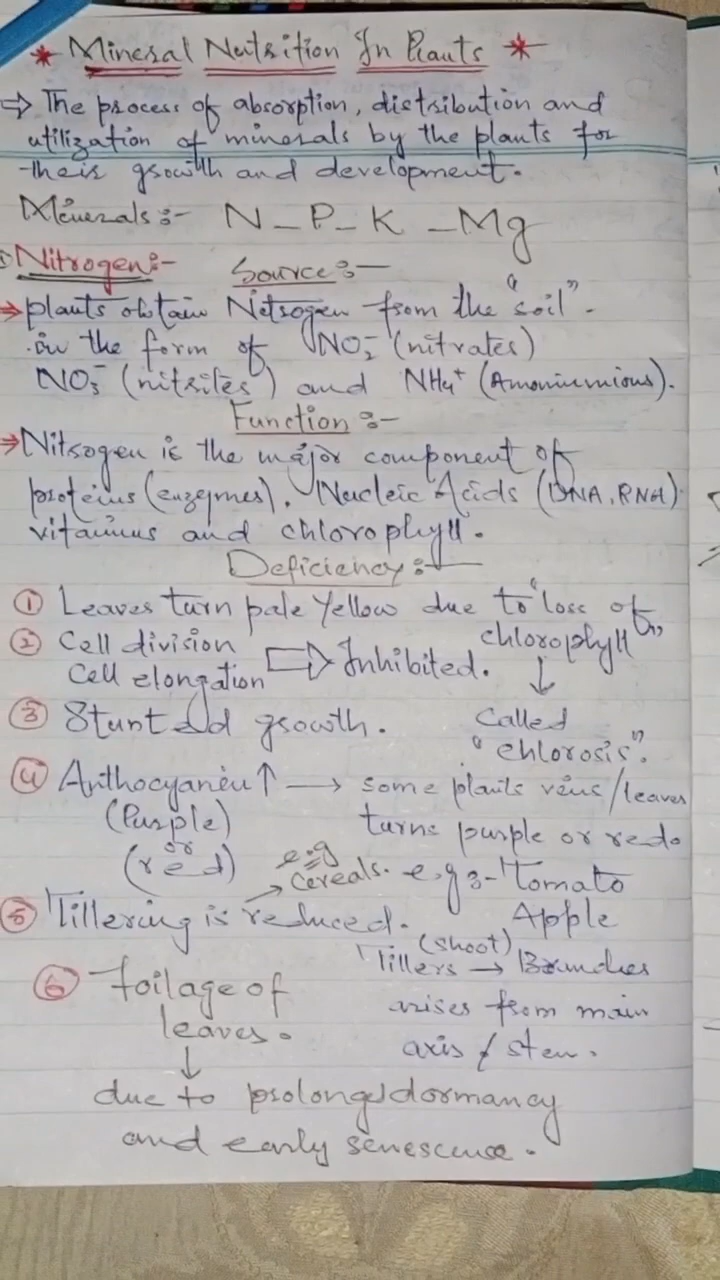 * Mineral Nutrition In Plants *
⇒ The process of absorption, distribution and
utilization of minerals by the plants for
their growth and development.
Minerals :- N - P - K - Mg
① Nitrogen :-
Source :-
⇒ plants obtain Nitrogen from the "soil" -
in the form of NO₂⁻ (nitrates)
NO₃⁻ (nitrites) and NH₄⁺ (Amoniumious).
Function :-
⇒ Nitrogen is the major component of
proteins (enzymes). Nucleic Acids (DNA, RNA)
vitamins and chlorophyll.
Deficiency :-
① Leaves turn pale Yellow due to "loss of
chlorophyll"
↓
called
"chlorosis".
② Cell division
Cell elongation ⇒ Inhibited.
③ Stunted growth.
④ Anthocyanin ↑ → some plants veins/leaves
turns purple or red.
(Purple)
or
(red)
e.g:- Tomato
Apple
e.g
cereals.
⑤ Tillering is reduced.
(shoot)
Tillers → Branches
arises from main
axis / stem.
⑥ Foilage of
leaves.
↓
due to prolonged dormancy
and early senescence.